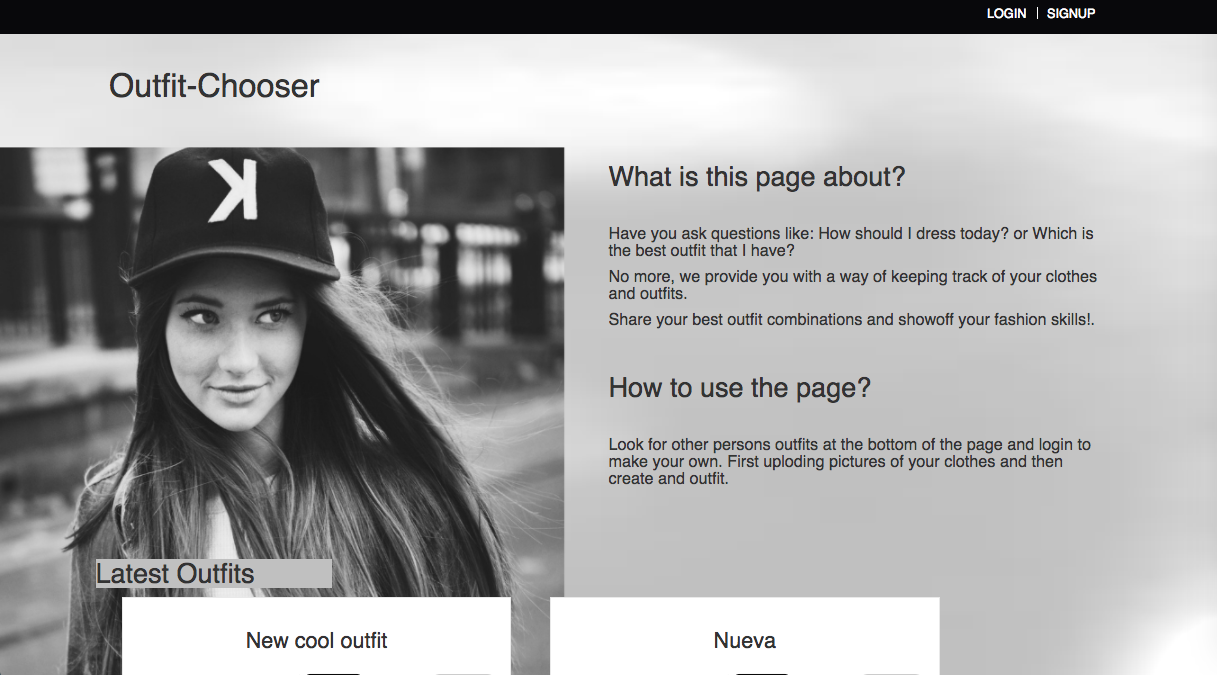 LOGIN | SIGNUP
Outfit-Chooser
K
What is this page about?
Have you ask questions like: How should I dress today? or Which is
the best outfit that I have?
No more, we provide you with a way of keeping track of your clothes
and outfits.
Share your best outfit combinations and showoff your fashion skills!.
How to use the page?
Look for other persons outfits at the bottom of the page and login to
make your own. First uploding pictures of your clothes and then
create and outfit.
Latest Outfits
New cool outfit
Nueva